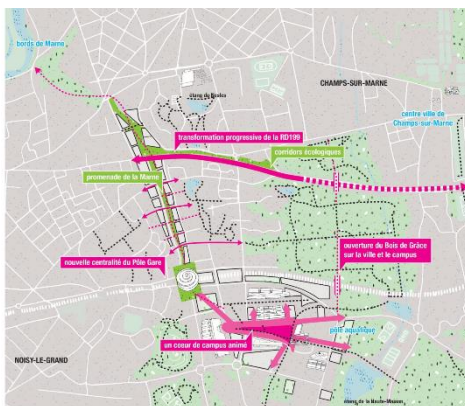 bords de Marne
CHAMPS-SUR-MARNE
centre ville de
Champs-sur-Marne
transformation progressive de la RD199
corridors écologiques
promenade de la Marne
ouverture du Bois de Grâce
sur la ville et le campus
nouvelle centralité du Pôle Gare
pôle aquatique
un cœur de campus animé
NOISY-LE-GRAND